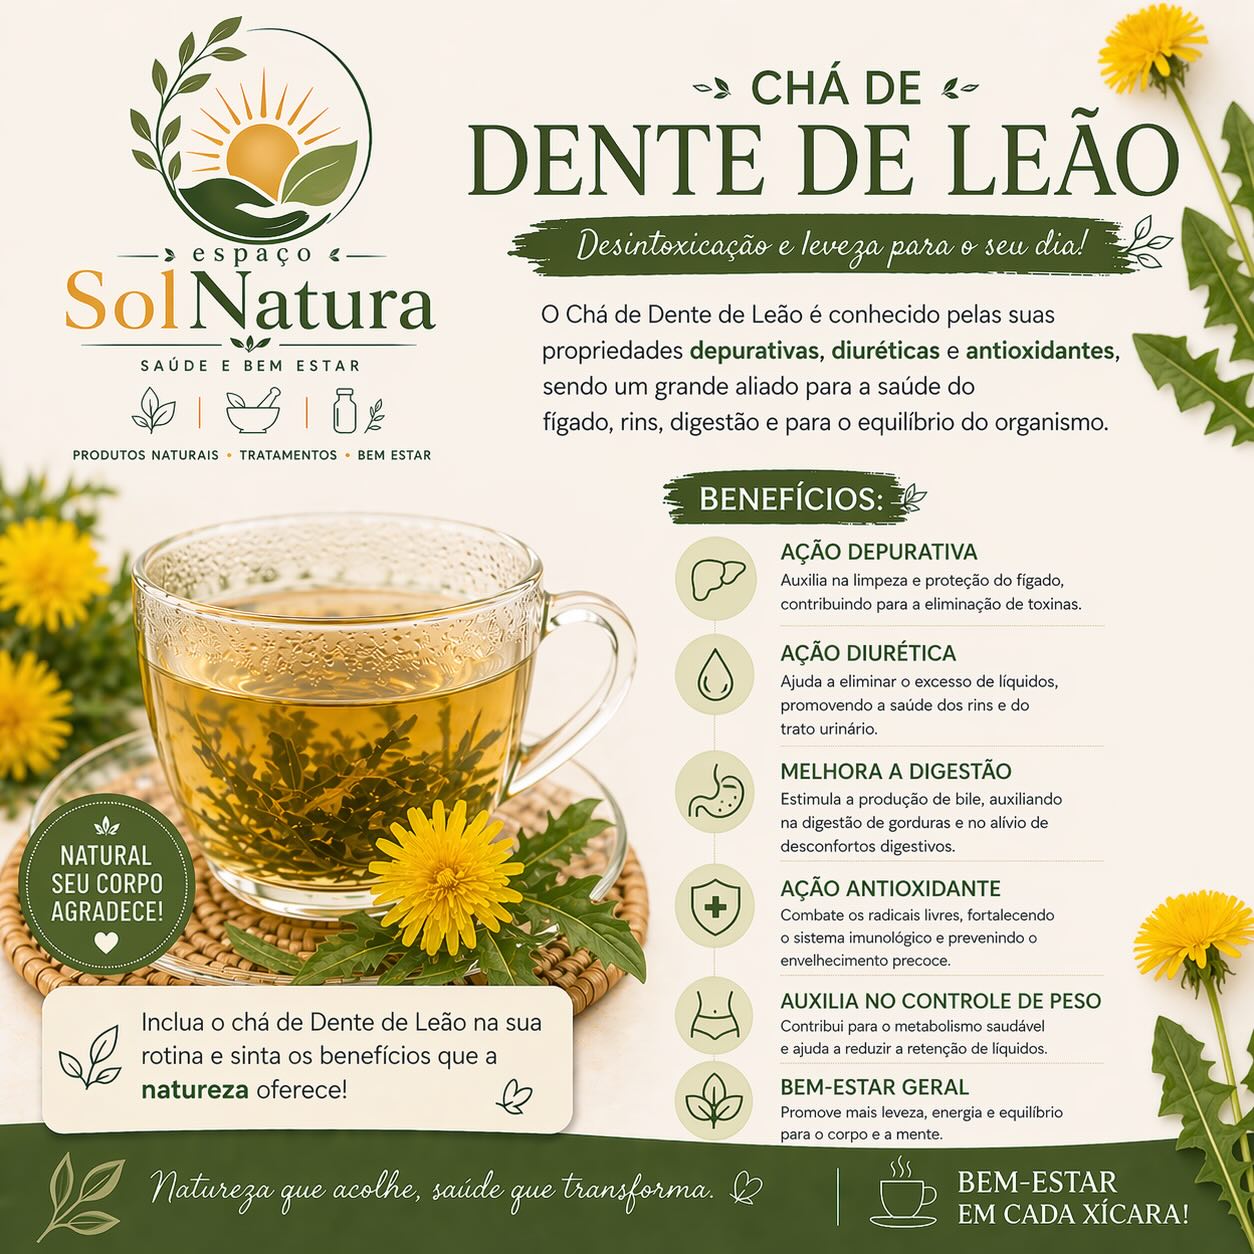 espaço
SolNatura
SAÚDE E BEM ESTAR
PRODUTOS NATURAIS • TRATAMENTOS • BEM ESTAR
CHÁ DE
DENTE DE LEÃO
Desintoxicação e leveza para o seu dia!
O Chá de Dente de Leão é conhecido pelas suas
propriedades depurativas, diuréticas e antioxidantes,
sendo um grande aliado para a saúde do
fígado, rins, digestão e para o equilíbrio do organismo.
BENEFÍCIOS:
AÇÃO DEPURATIVA
Auxilia na limpeza e proteção do fígado,
contribuindo para a eliminação de toxinas.
AÇÃO DIURÉTICA
Ajuda a eliminar o excesso de líquidos,
promovendo a saúde dos rins e do
trato urinário.
MELHORA A DIGESTÃO
Estimula a produção de bile, auxiliando
na digestão de gorduras e no alívio de
desconfortos digestivos.
AÇÃO ANTIOXIDANTE
Combate os radicais livres, fortalecendo
o sistema imunológico e prevenindo o
envelhecimento precoce.
AUXILIA NO CONTROLE DE PESO
Contribui para o metabolismo saudável
e ajuda a reduzir a retenção de líquidos.
BEM-ESTAR GERAL
Promove mais leveza, energia e equilíbrio
para o corpo e a mente.
NATURAL
SEU CORPO
AGRADECE!
Inclua o chá de Dente de Leão na sua
rotina e sinta os benefícios que a
natureza oferece!
Natureza que acolhe, saúde que transforma.
BEM-ESTAR
EM CADA XÍCARA!